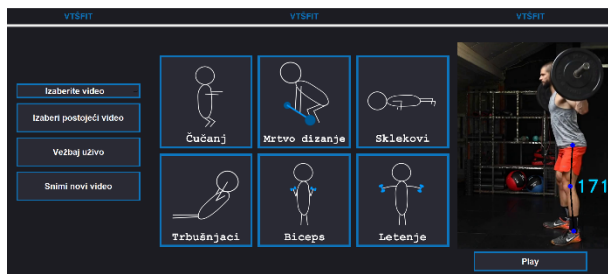 VTŠFIT
VTŠFIT
VTŠFIT
Izaberite video
Izaberi postojeći video
Vežbaj uživo
Snimi novi video
Čučanj
Mrtvo dizanje
Sklekovi
Trbušnjaci
Biceps
Letenje
171
Play